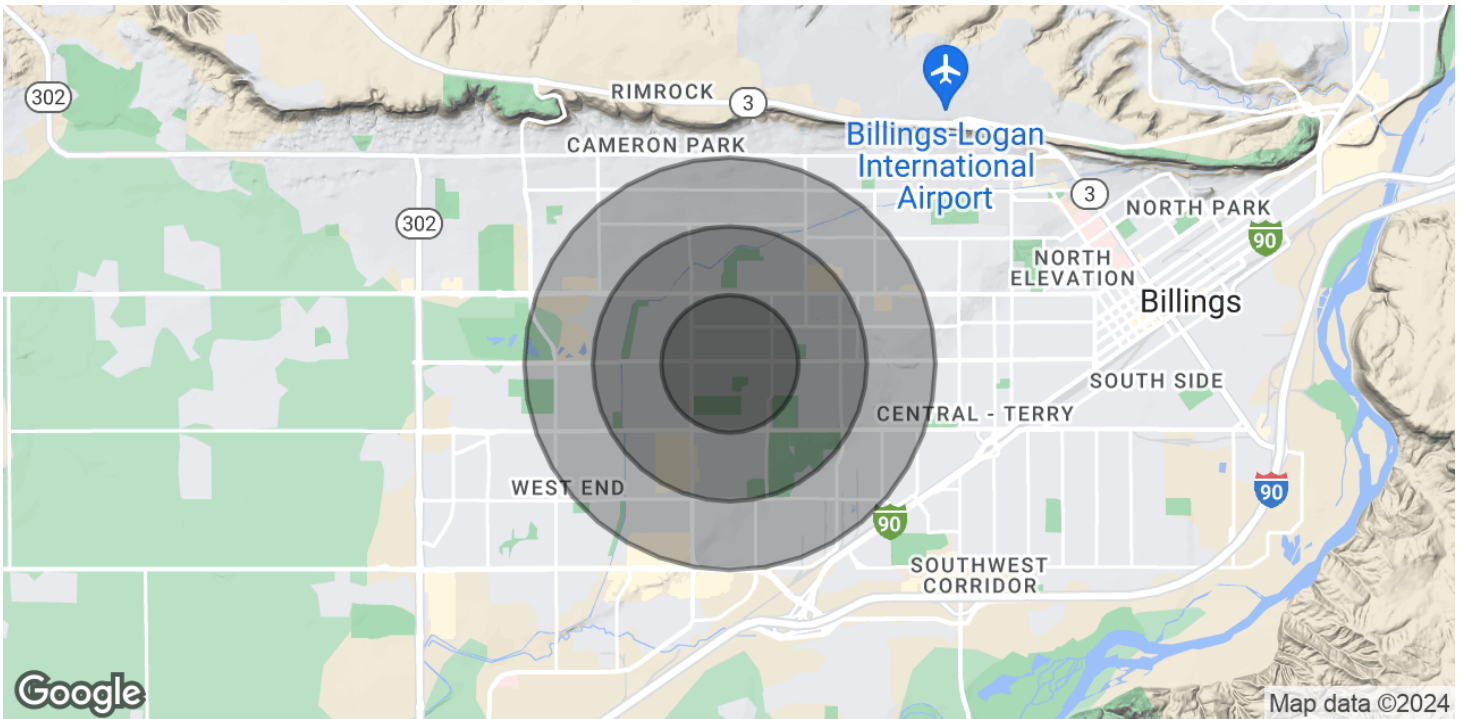 RIMROCK
3
302
Billings Logan
International
Airport
CAMERON PARK
3
302
NORTH PARK
90
NORTH
ELEVATION
Billings
SOUTH SIDE
CENTRAL - TERRY
WEST END
90
90
SOUTHWEST
CORRIDOR
Google
Map data ©2024